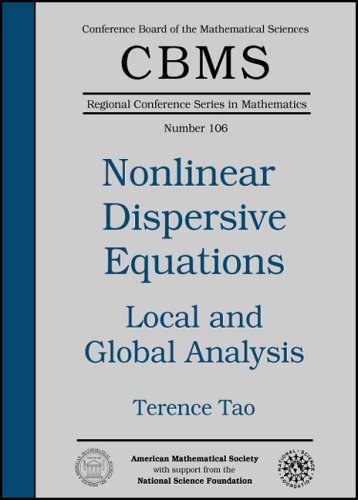 Conference Board of the Mathematical Sciences
CBMS
Regional Conference Series in Mathematics
Number 106
Nonlinear
Dispersive
Equations
Local and
Global Analysis
Terence Tao
American Mathematical Society
with support from the
National Science Foundation